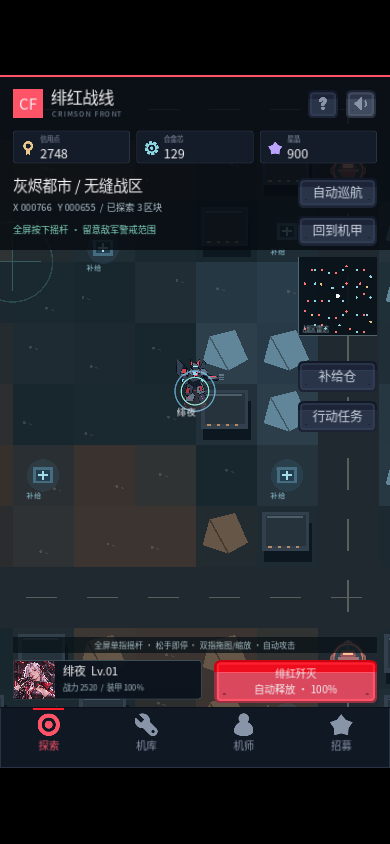 CF
绯红战线
CRIMSON FRONT
?
信用点
2748
合金芯
129
星晶
900
灰烬都市 / 无缝战区
X 000766 Y 000655 / 已探索 3 区块
全屏按下摇杆 · 留意敌军警戒范围
自动巡航
回到机甲
补给
补给
战区雷达
补给仓
行动任务
绯夜
补给
补给
全屏单指摇杆 · 松手即停 · 双指拖图/缩放 · 自动攻击
绯夜 Lv.01
战力 2520 / 装甲 100%
绯红歼灭
自动释放 · 100%
探索
机库
机师
招募